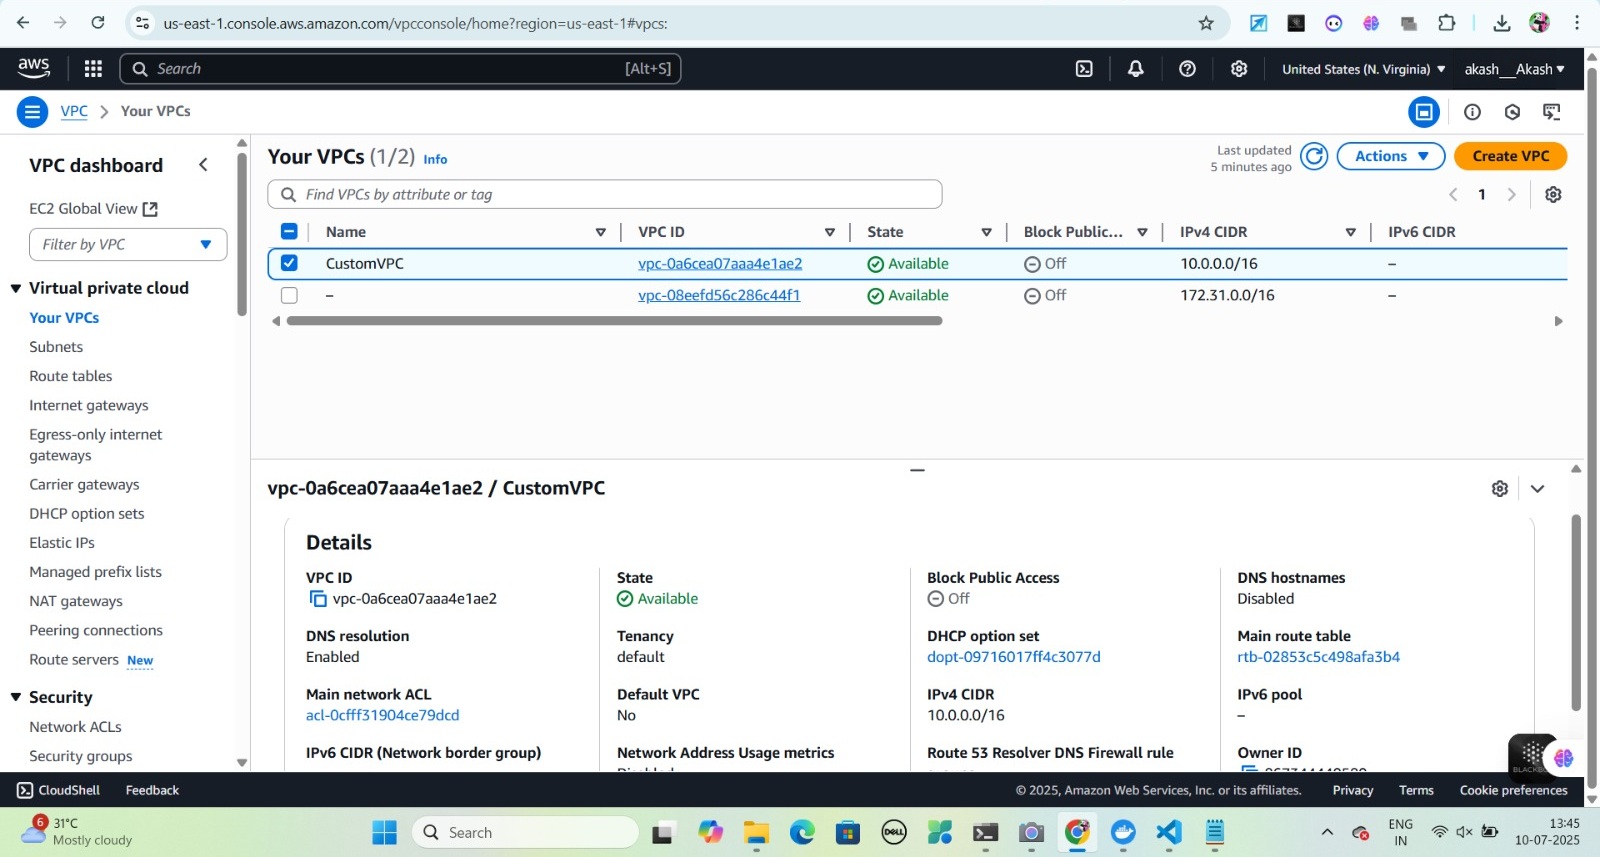 us-east-1.console.aws.amazon.com/vpcconsole/home?region=us-east-1#vpcs:
aws
Search
[Alt+S]
United States (N. Virginia)
akash__Akash
VPC
Your VPCs
VPC dashboard
EC2 Global View
Filter by VPC
Virtual private cloud
Your VPCs
Subnets
Route tables
Internet gateways
Egress-only internet
gateways
Carrier gateways
DHCP option sets
Elastic IPs
Managed prefix lists
NAT gateways
Peering connections
Route servers New
Security
Network ACLs
Security groups
Your VPCs (1/2) Info
Last updated
5 minutes ago
Actions
Create VPC
Find VPCs by attribute or tag
1
Name VPC ID State Block Public... IPv4 CIDR IPv6 CIDR
CustomVPC vpc-0a6cea07aaa4e1ae2 Available Off 10.0.0.0/16 –
– vpc-08eefd56c286c44f1 Available Off 172.31.0.0/16 –
vpc-0a6cea07aaa4e1ae2 / CustomVPC
Details
VPC ID
vpc-0a6cea07aaa4e1ae2
State
Available
Block Public Access
Off
DNS hostnames
Disabled
DNS resolution
Enabled
Tenancy
default
DHCP option set
dopt-09716017ff4c3077d
Main route table
rtb-02853c5c498afa3b4
Main network ACL
acl-0cfff31904ce79dcd
Default VPC
No
IPv4 CIDR
10.0.0.0/16
IPv6 pool
–
IPv6 CIDR (Network border group)
Network Address Usage metrics
Disabled
Route 53 Resolver DNS Firewall rule
Owner ID
CloudShell
Feedback
© 2025, Amazon Web Services, Inc. or its affiliates.
Privacy
Terms
Cookie preferences
6
31°C
Mostly cloudy
Search
DELL
ENG
IN
13:45
10-07-2025